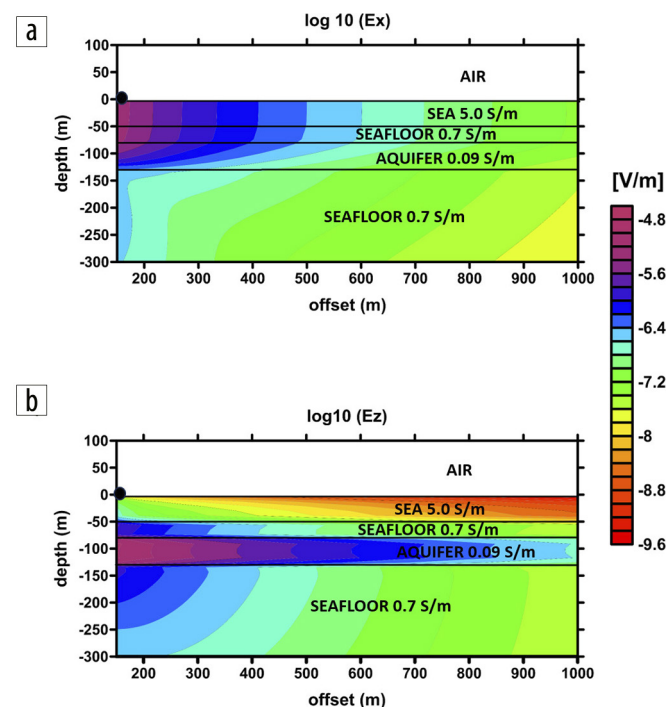 a
log 10 (Ex)
100
50
0
-50
-100
-150
-200
-250
-300
depth (m)
AIR
SEA 5.0 S/m
SEAFLOOR 0.7 S/m
AQUIFER 0.09 S/m
SEAFLOOR 0.7 S/m
200 300 400 500 600 700 800 900 1000
offset (m)
[V/m]
-4.8
-5.6
-6.4
-7.2
-8
-8.8
-9.6
b
log10 (Ez)
100
50
0
-50
-100
-150
-200
-250
-300
depth (m)
AIR
SEA 5.0 S/m
SEAFLOOR 0.7 S/m
AQUIFER 0.09 S/m
SEAFLOOR 0.7 S/m
200 300 400 500 600 700 800 900 1000
offset (m)